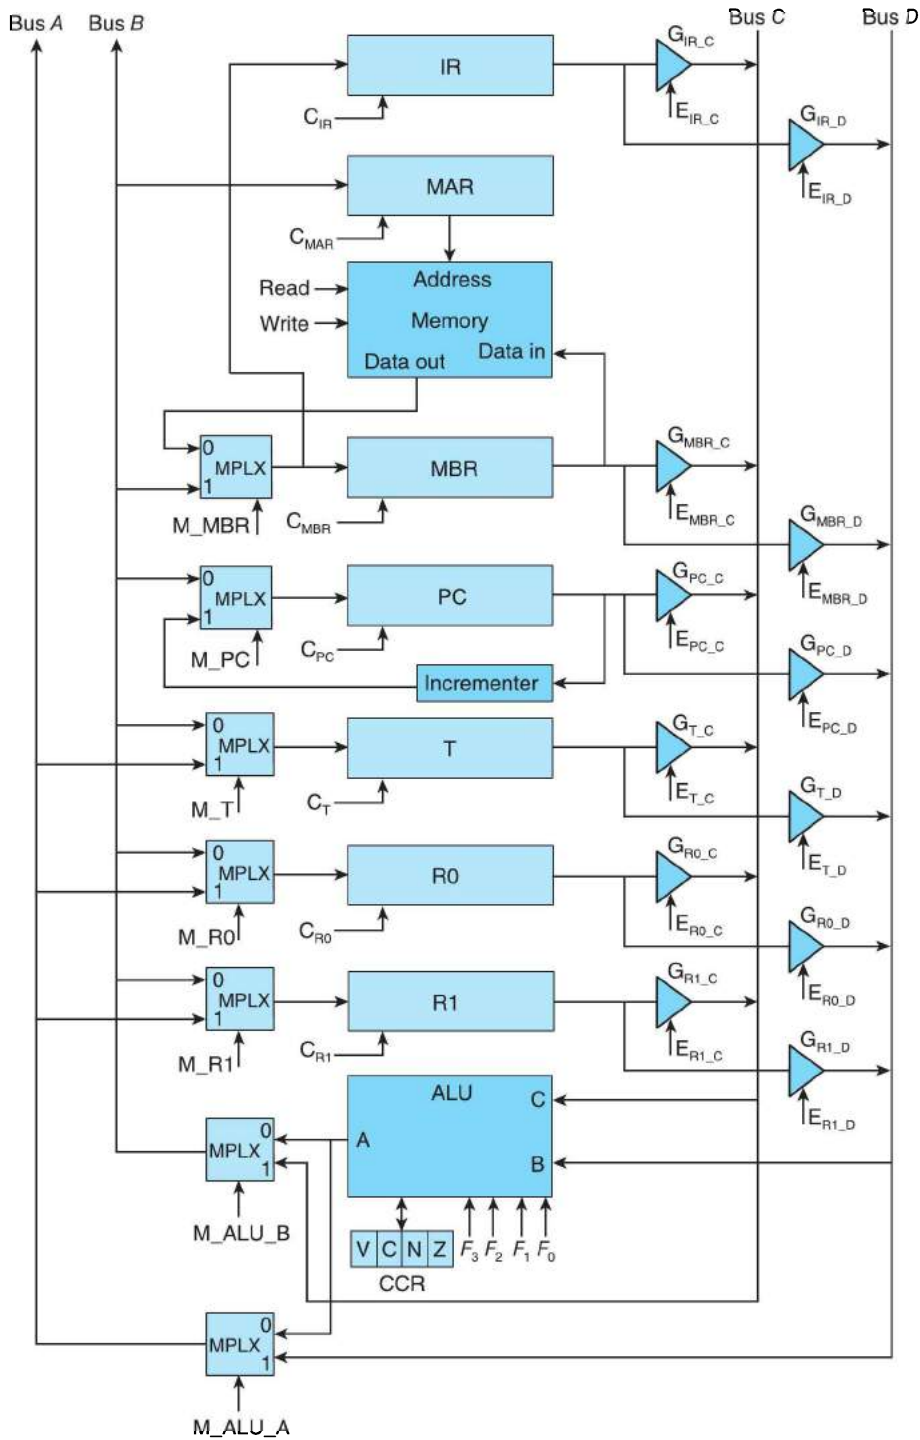 Bus A
Bus B
Bus C
Bus D
IR
G_IR_C
C_IR
E_IR_C
G_IR_D
E_IR_D
MAR
C_MAR
Address
Read
Memory
Write
Data in
Data out
0
MPLX
1
M_MBR
MBR
C_MBR
G_MBR_C
E_MBR_C
G_MBR_D
E_MBR_D
0
MPLX
1
M_PC
PC
C_PC
Incrementer
G_PC_C
E_PC_C
G_PC_D
E_PC_D
0
MPLX
1
M_T
T
C_T
G_T_C
E_T_C
G_T_D
E_T_D
0
MPLX
1
M_R0
R0
C_R0
G_R0_C
E_R0_C
G_R0_D
E_R0_D
0
MPLX
1
M_R1
R1
C_R1
G_R1_C
E_R1_C
G_R1_D
E_R1_D
ALU
C
A
B
0
MPLX
1
M_ALU_B
V C N Z
CCR
F3 F2 F1 F0
0
MPLX
1
M_ALU_A